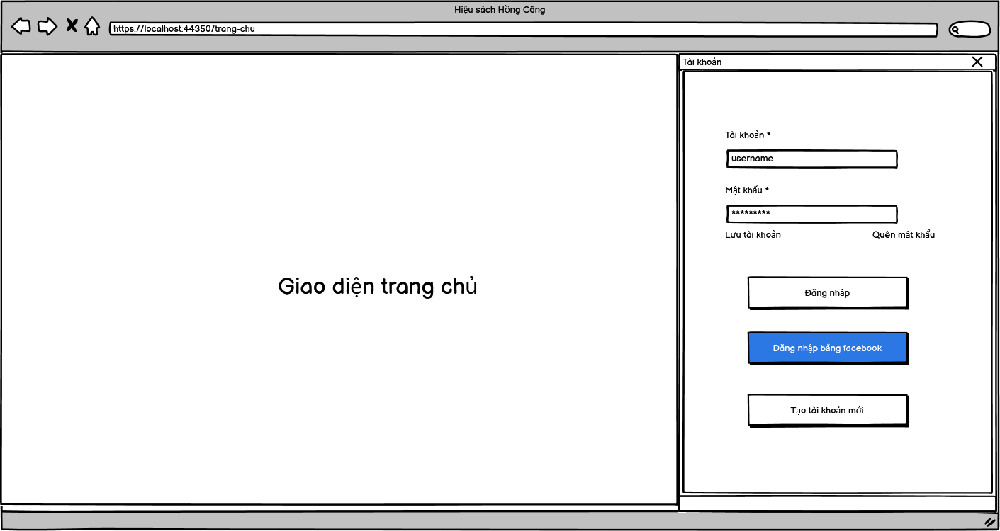 Hiệu sách Hồng Công
https://localhost:44350/trang-chu
Tài khoản
Tài khoản *
username
Mật khẩu *
*********
Lưu tài khoản
Quên mật khẩu
Giao diện trang chủ
Đăng nhập
Đăng nhập bằng facebook
Tạo tài khoản mới